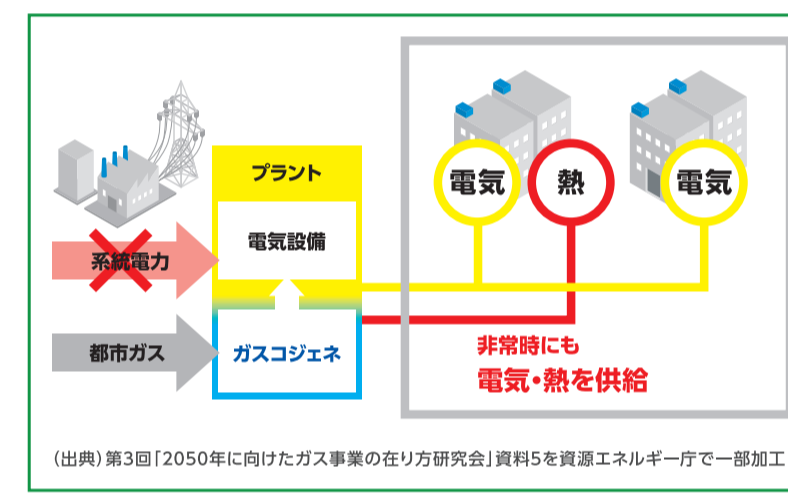 プラント
電気設備
系統電力
都市ガス
ガスコジェネ
電気
熱
電気
非常時にも
電気・熱を供給
(出典)第3回「2050年に向けたガス事業の在り方研究会」資料5を資源エネルギー庁で一部加工